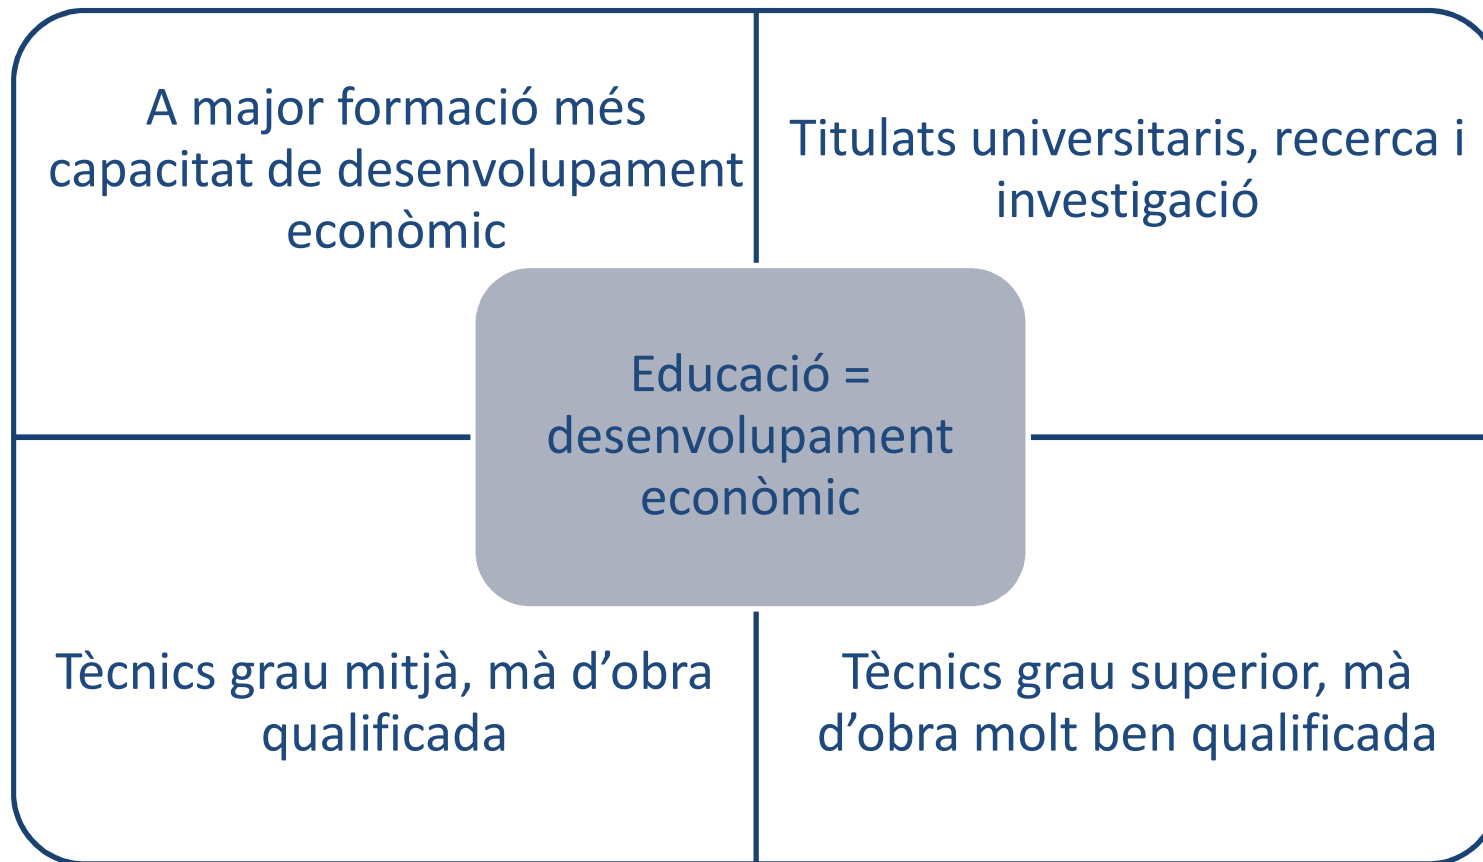 A major formació més
capacitat de desenvolupament
econòmic
Titulats universitaris, recerca i
investigació
Educació =
desenvolupament
econòmic
Tècnics grau mitjà, mà d’obra
qualificada
Tècnics grau superior, mà
d’obra molt ben qualificada